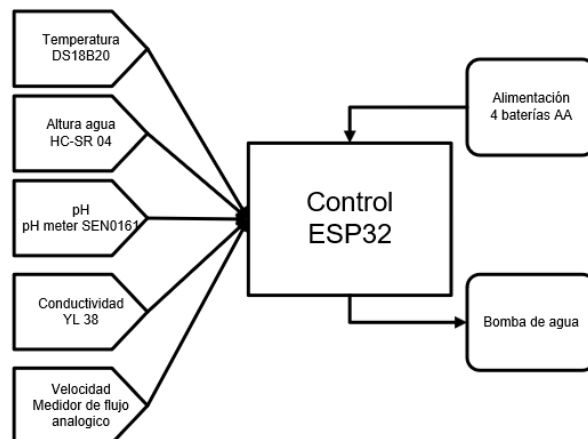 Temperatura
DS18B20
Altura agua
HC-SR 04
pH
pH meter SEN0161
Conductividad
YL 38
Velocidad
Medidor de flujo
analogico
Control
ESP32
Alimentación
4 baterías AA
Bomba de agua